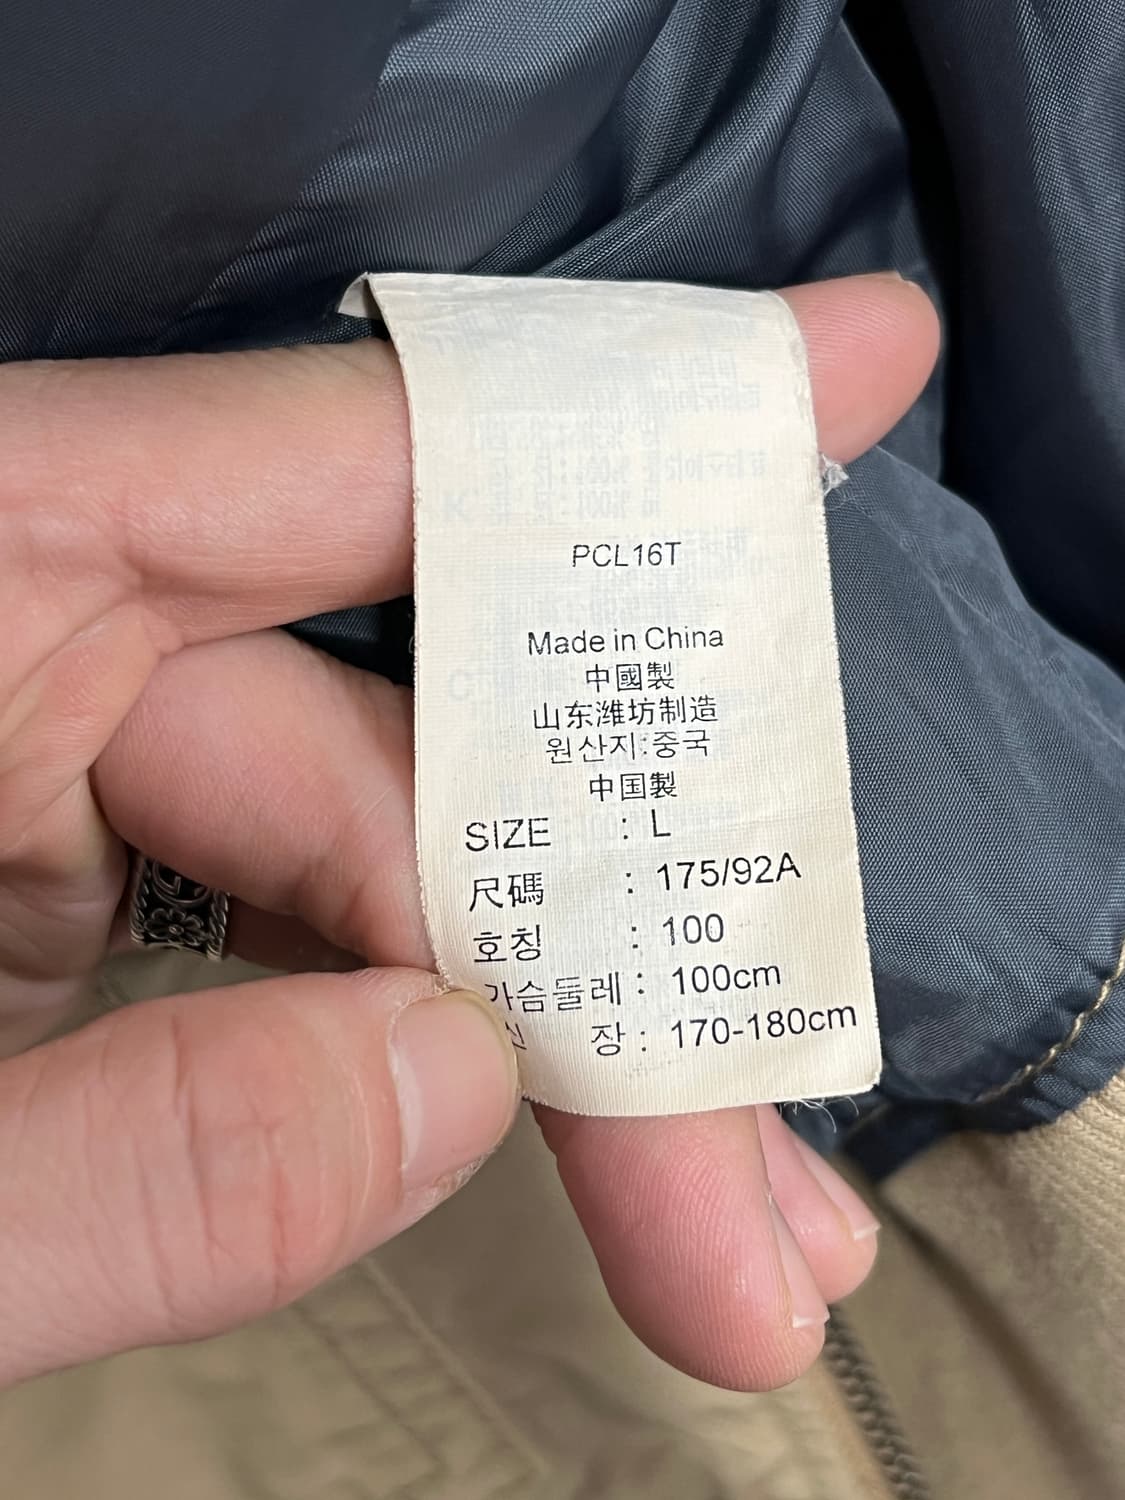 PCL16T
Made in China
中國製
山东潍坊制造
원산지:중국
中国製
SIZE : L
尺碼 : 175/92A
호칭 : 100
가슴둘레 : 100cm
신 장 : 170-180cm